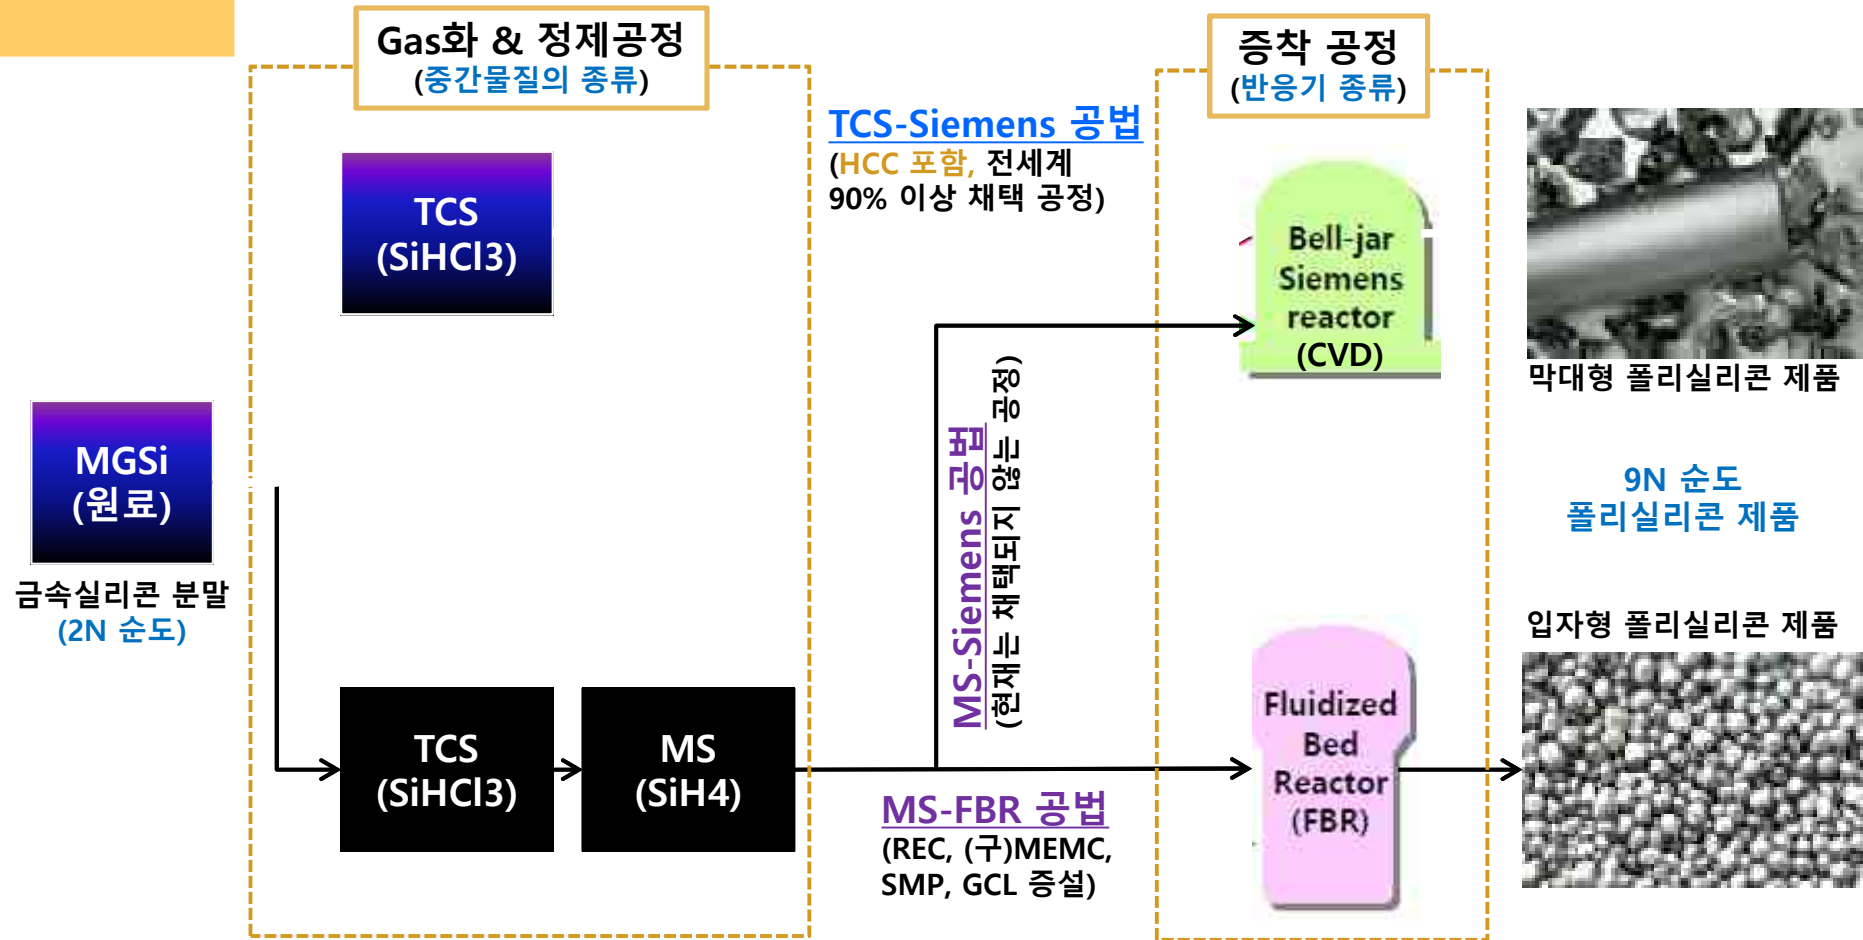 Gas화 & 정제공정
(중간물질의 종류)
증착 공정
(반응기 종류)
TCS-Siemens 공법
(HCC 포함, 전세계
90% 이상 채택 공정)
TCS
(SiHCl3)
Bell-jar
Siemens
reactor
(CVD)
막대형 폴리실리콘 제품
MGSi
(원료)
금속실리콘 분말
(2N 순도)
MS-Siemens 공법
(현재는 채택되지 않는 공정)
9N 순도
폴리실리콘 제품
입자형 폴리실리콘 제품
TCS
(SiHCl3)
MS
(SiH4)
MS-FBR 공법
(REC, (구)MEMC,
SMP, GCL 증설)
Fluidized
Bed
Reactor
(FBR)